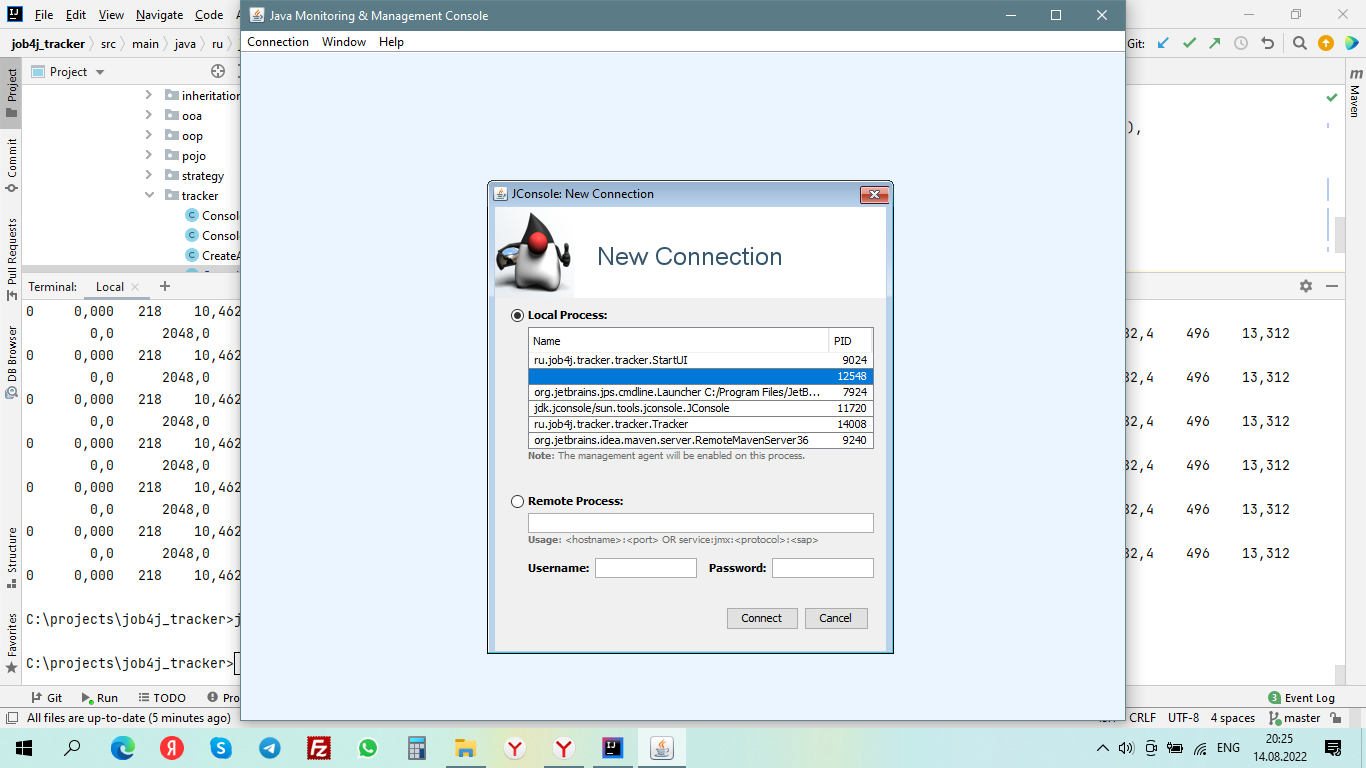 File Edit View Navigate Code
Java Monitoring & Management Console
job4j_tracker src main java ru
Connection Window Help
Git:
Project
inheritation
ooa
oop
pojo
strategy
tracker
Consol
Consol
CreateA
Project
Commit
Pull Requests
DB Browser
Structure
Favorites
m
Maven
),
Terminal: Local
0 0,000 218 10,462
0,0 2048,0
0 0,000 218 10,462
0,0 2048,0
0 0,000 218 10,462
0,0 2048,0
0 0,000 218 10,462
0,0 2048,0
0 0,000 218 10,462
0,0 2048,0
0 0,000 218 10,462
0,0 2048,0
0 0,000 218 10,462
C:\projects\job4j_tracker>j
C:\projects\job4j_tracker>
32,4 496 13,312
32,4 496 13,312
32,4 496 13,312
32,4 496 13,312
32,4 496 13,312
32,4 496 13,312
JConsole: New Connection
New Connection
Local Process:
Name PID
ru.job4j.tracker.tracker.StartUI 9024
12548
org.jetbrains.jps.cmdline.Launcher C:/Program Files/JetB... 7924
jdk.jconsole/sun.tools.jconsole.JConsole 11720
ru.job4j.tracker.tracker.Tracker 14008
org.jetbrains.idea.maven.server.RemoteMavenServer36 9240
Note: The management agent will be enabled on this process.
Remote Process:
Usage: <hostname>:<port> OR service:jmx:<protocol>:<sap>
Username: Password:
Connect Cancel
Git Run TODO Pro
3 Event Log
All files are up-to-date (5 minutes ago)
CRLF UTF-8 4 spaces master
ENG
20:25
14.08.2022